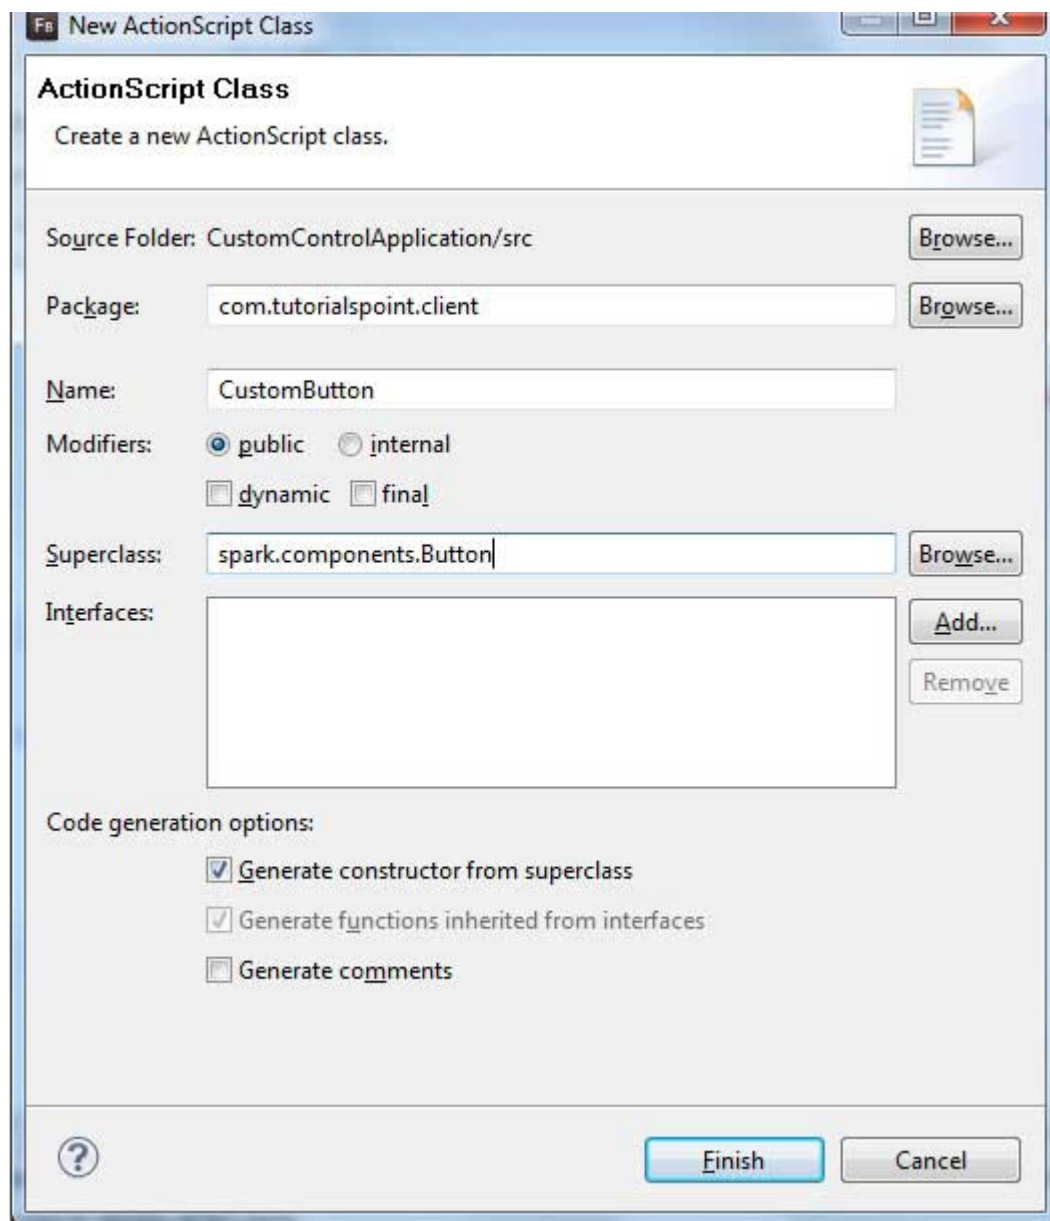 FB New ActionScript Class
ActionScript Class
Create a new ActionScript class.
Source Folder: CustomControlApplication/src Browse...
Package: com.tutorialspoint.client Browse...
Name: CustomButton
Modifiers: public internal
dynamic final
Superclass: spark.components.Button Browse...
Interfaces: Add...
Remove
Code generation options:
Generate constructor from superclass
Generate functions inherited from interfaces
Generate comments
? Finish Cancel